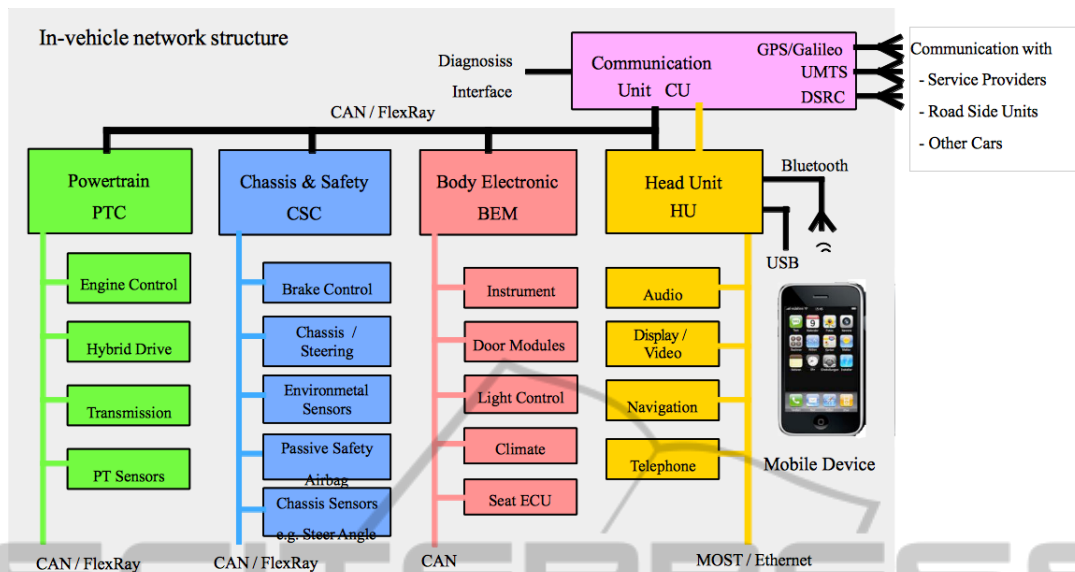 In-vehicle network structure
Diagnosiss
Interface
Communication
Unit CU
GPS/Galileo
UMTS
DSRC
Communication with
- Service Providers
- Road Side Units
- Other Cars
CAN / FlexRay
Powertrain
PTC
Chassis & Safety
CSC
Body Electronic
BEM
Head Unit
HU
Bluetooth
USB
Engine Control
Hybrid Drive
Transmission
PT Sensors
Brake Control
Chassis /
Steering
Environmetal
Sensors
Passive Safety
Airbag
Chassis Sensors
e.g. Steer Angle
Instrument
Door Modules
Light Control
Climate
Seat ECU
Audio
Display /
Video
Navigation
Telephone
Mobile Device
CAN / FlexRay
CAN / FlexRay
CAN
MOST / Ethernet